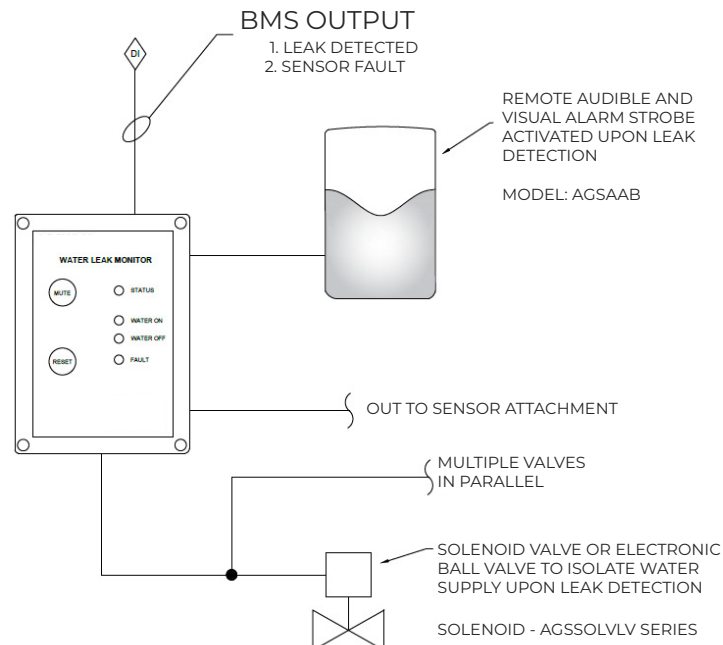 BMS OUTPUT
1. LEAK DETECTED
2. SENSOR FAULT
DI
REMOTE AUDIBLE AND
VISUAL ALARM STROBE
ACTIVATED UPON LEAK
DETECTION
MODEL: AGSAAB
WATER LEAK MONITOR
MUTE
STATUS
WATER ON
WATER OFF
RESET
FAULT
OUT TO SENSOR ATTACHMENT
MULTIPLE VALVES
IN PARALLEL
SOLENOID VALVE OR ELECTRONIC
BALL VALVE TO ISOLATE WATER
SUPPLY UPON LEAK DETECTION
SOLENOID - AGSSOLVLV SERIES